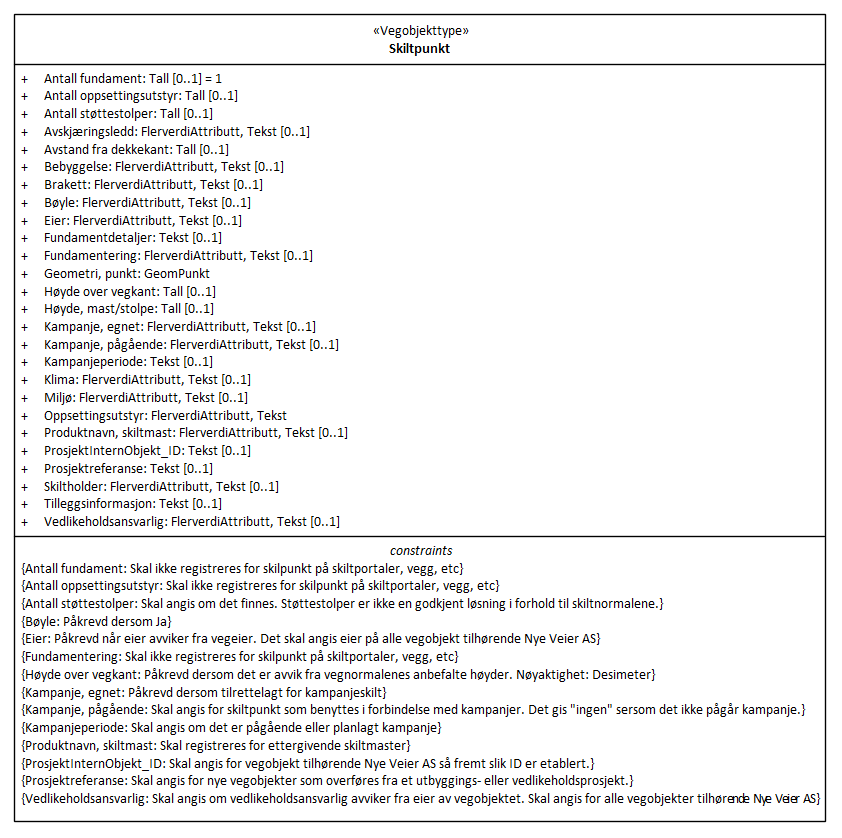 «Vegobjekttype»
Skiltpunkt
+ Antall fundament: Tall [0..1] = 1
+ Antall oppsettingsutstyr: Tall [0..1]
+ Antall støttestolper: Tall [0..1]
+ Avskjæringsledd: FlerverdiAttributt, Tekst [0..1]
+ Avstand fra dekkekant: Tall [0..1]
+ Bebyggelse: FlerverdiAttributt, Tekst [0..1]
+ Brakett: FlerverdiAttributt, Tekst [0..1]
+ Bøyle: FlerverdiAttributt, Tekst [0..1]
+ Eier: FlerverdiAttributt, Tekst [0..1]
+ Fundamentdetaljer: Tekst [0..1]
+ Fundamentering: FlerverdiAttributt, Tekst [0..1]
+ Geometri, punkt: GeomPunkt
+ Høyde over vegkant: Tall [0..1]
+ Høyde, mast/stolpe: Tall [0..1]
+ Kampanje, egnet: FlerverdiAttributt, Tekst [0..1]
+ Kampanje, pågående: FlerverdiAttributt, Tekst [0..1]
+ Kampanjeperiode: Tekst [0..1]
+ Klima: FlerverdiAttributt, Tekst [0..1]
+ Miljø: FlerverdiAttributt, Tekst [0..1]
+ Oppsettingsutstyr: FlerverdiAttributt, Tekst
+ Produktnavn, skiltmast: FlerverdiAttributt, Tekst [0..1]
+ ProsjektInternObjekt_ID: Tekst [0..1]
+ Prosjektreferanse: Tekst [0..1]
+ Skiltholder: FlerverdiAttributt, Tekst [0..1]
+ Tilleggsinformasjon: Tekst [0..1]
+ Vedlikeholdsansvarlig: FlerverdiAttributt, Tekst [0..1]
constraints
{Antall fundament: Skal ikke registreres for skilpunkt på skiltportaler, vegg, etc}
{Antall oppsettingsutstyr: Skal ikke registreres for skilpunkt på skiltportaler, vegg, etc}
{Antall støttestolper: Skal angis om det finnes. Støttestolper er ikke en godkjent løsning i forhold til skiltnormalene.}
{Bøyle: Påkrevd dersom Ja}
{Eier: Påkrevd når eier avviker fra vegeier. Det skal angis eier på alle vegobjekt tilhørende Nye Veier AS}
{Fundamentering: Skal ikke registreres for skilpunkt på skiltportaler, vegg, etc}
{Høyde over vegkant: Påkrevd dersom det er avvik fra vegnormalenes anbefalte høyder. Nøyaktighet: Desimeter}
{Kampanje, egnet: Påkrevd dersom tilrettelagt for kampanjeskilt}
{Kampanje, pågående: Skal angis for skiltpunkt som benyttes i forbindelse med kampanjer. Det gis "ingen" sersom det ikke pågår kampanje.}
{Kampanjeperiode: Skal angis om det er pågående eller planlagt kampanje}
{Produktnavn, skiltmast: Skal registreres for ettergivende skiltmaster}
{ProsjektInternObjekt_ID: Skal angis for vegobjekt tilhørende Nye Veier AS så fremt slik ID er etablert.}
{Prosjektreferanse: Skal angis for nye vegobjekter som overføres fra et utbyggings- eller vedlikeholdsprosjekt.}
{Vedlikeholdsansvarlig: Skal angis om vedlikeholdsansvarlig avviker fra eier av vegobjektet. Skal angis for alle vegobjekter tilhørende Nye Veier AS}